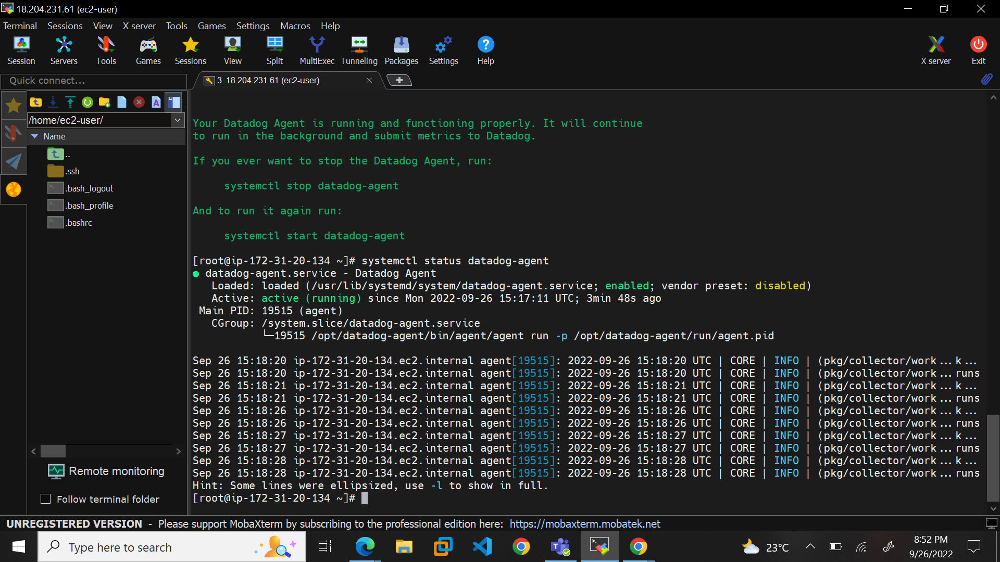 18.204.231.61 (ec2-user)
Terminal Sessions View X server Tools Games Settings Macros Help
Session Servers Tools Games Sessions View Split MultiExec Tunneling Packages Settings Help X server Exit
Quick connect...
3. 18.204.231.61 (ec2-user)
/home/ec2-user/
Name
..
.ssh
.bash_logout
.bash_profile
.bashrc
Remote monitoring
Follow terminal folder
Your Datadog Agent is running and functioning properly. It will continue
to run in the background and submit metrics to Datadog.
If you ever want to stop the Datadog Agent, run:
systemctl stop datadog-agent
And to run it again run:
systemctl start datadog-agent
[root@ip-172-31-20-134 ~]# systemctl status datadog-agent
● datadog-agent.service - Datadog Agent
Loaded: loaded (/usr/lib/systemd/system/datadog-agent.service; enabled; vendor preset: disabled)
Active: active (running) since Mon 2022-09-26 15:17:11 UTC; 3min 48s ago
Main PID: 19515 (agent)
CGroup: /system.slice/datadog-agent.service
└─19515 /opt/datadog-agent/bin/agent/agent run -p /opt/datadog-agent/run/agent.pid
Sep 26 15:18:20 ip-172-31-20-134.ec2.internal agent[19515]: 2022-09-26 15:18:20 UTC | CORE | INFO | (pkg/collector/work...k...
Sep 26 15:18:20 ip-172-31-20-134.ec2.internal agent[19515]: 2022-09-26 15:18:20 UTC | CORE | INFO | (pkg/collector/work...runs
Sep 26 15:18:21 ip-172-31-20-134.ec2.internal agent[19515]: 2022-09-26 15:18:21 UTC | CORE | INFO | (pkg/collector/work...k...
Sep 26 15:18:21 ip-172-31-20-134.ec2.internal agent[19515]: 2022-09-26 15:18:21 UTC | CORE | INFO | (pkg/collector/work...runs
Sep 26 15:18:26 ip-172-31-20-134.ec2.internal agent[19515]: 2022-09-26 15:18:26 UTC | CORE | INFO | (pkg/collector/work...k...
Sep 26 15:18:26 ip-172-31-20-134.ec2.internal agent[19515]: 2022-09-26 15:18:26 UTC | CORE | INFO | (pkg/collector/work...runs
Sep 26 15:18:27 ip-172-31-20-134.ec2.internal agent[19515]: 2022-09-26 15:18:27 UTC | CORE | INFO | (pkg/collector/work...k...
Sep 26 15:18:27 ip-172-31-20-134.ec2.internal agent[19515]: 2022-09-26 15:18:27 UTC | CORE | INFO | (pkg/collector/work...runs
Sep 26 15:18:28 ip-172-31-20-134.ec2.internal agent[19515]: 2022-09-26 15:18:28 UTC | CORE | INFO | (pkg/collector/work...k...
Sep 26 15:18:28 ip-172-31-20-134.ec2.internal agent[19515]: 2022-09-26 15:18:28 UTC | CORE | INFO | (pkg/collector/work...runs
Hint: Some lines were ellipsized, use -l to show in full.
[root@ip-172-31-20-134 ~]#
UNREGISTERED VERSION - Please support MobaXterm by subscribing to the professional edition here: https://mobaxterm.mobatek.net
Type here to search
23°C
8:52 PM
9/26/2022